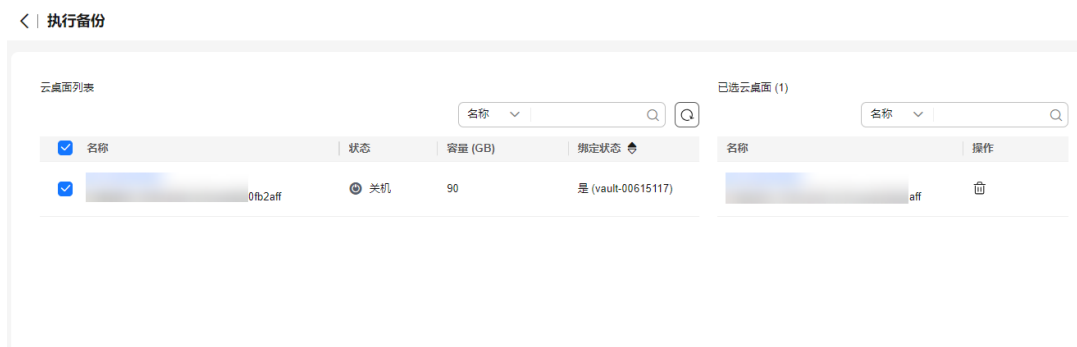 执行备份
云桌面列表
名称
名称 状态 容量 (GB) 绑定状态
0fb2aff 关机 90 是 (vault-00615117)
已选云桌面 (1)
名称
名称 操作
aff